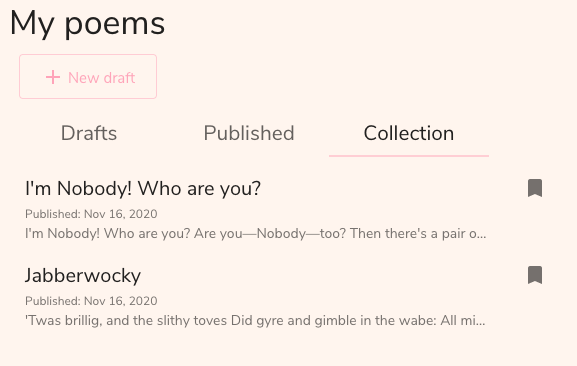 My poems
+ New draft
Drafts Published Collection
I'm Nobody! Who are you?
Published: Nov 16, 2020
I'm Nobody! Who are you? Are you—Nobody—too? Then there's a pair o...
Jabberwocky
Published: Nov 16, 2020
'Twas brillig, and the slithy toves Did gyre and gimble in the wabe: All mi...